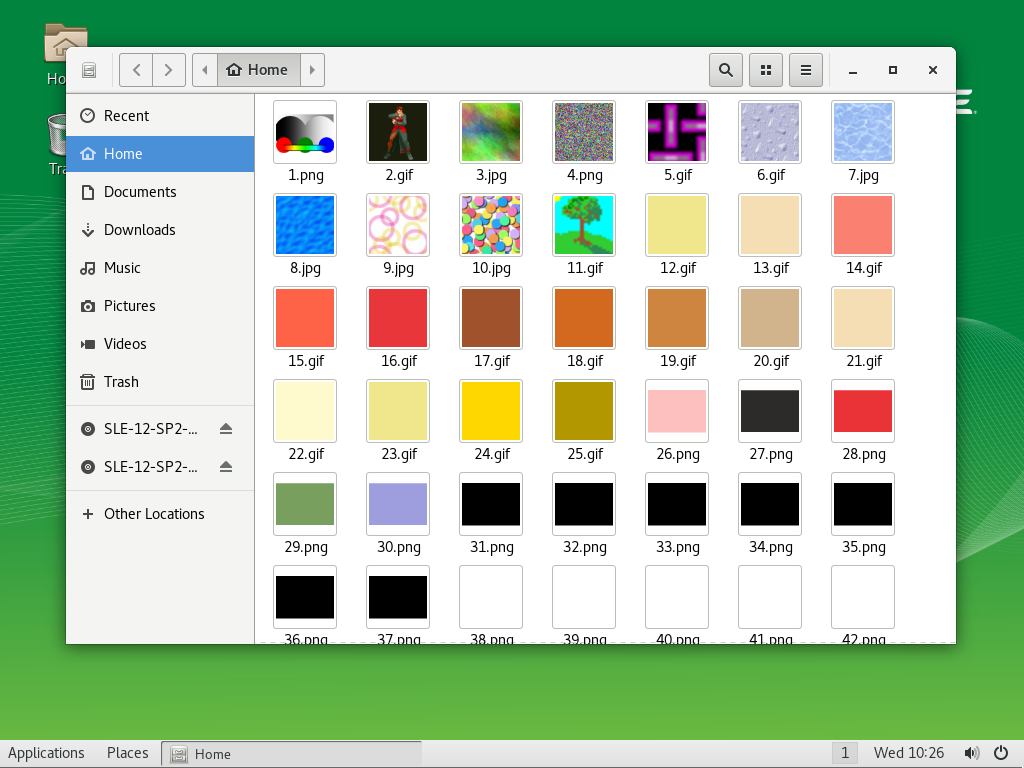 Home
Recent
Home
Documents
Downloads
Music
Pictures
Videos
Trash
SLE-12-SP2-...
SLE-12-SP2-...
Other Locations
1.png 2.gif 3.jpg 4.png 5.gif 6.gif 7.jpg
8.jpg 9.jpg 10.jpg 11.gif 12.gif 13.gif 14.gif
15.gif 16.gif 17.gif 18.gif 19.gif 20.gif 21.gif
22.gif 23.gif 24.gif 25.gif 26.png 27.png 28.png
29.png 30.png 31.png 32.png 33.png 34.png 35.png
36.png 37.png 38.png 39.png 40.png 41.png 42.png
Applications Places Home 1 Wed 10:26